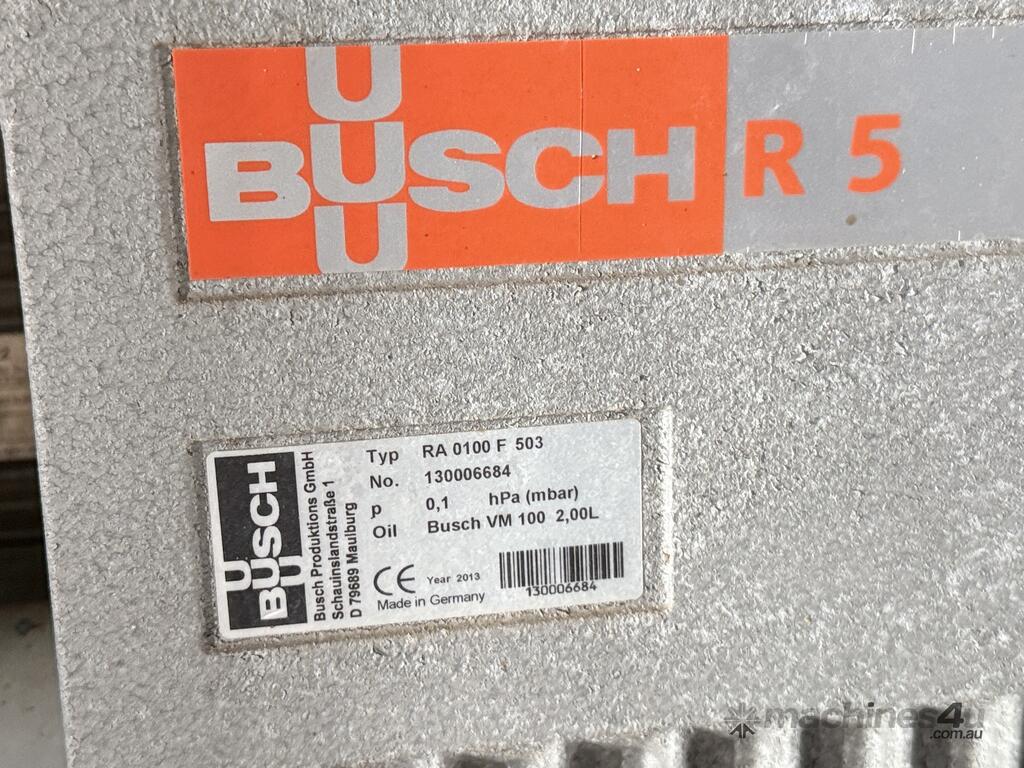 BUSCH R 5
U
U
Typ RA 0100 F 503
No. 130006684
p 0,1 hPa (mbar)
Oil Busch VM 100 2,00L
CE Year 2013
Made in Germany
130006684
BUSCH
U
U
Busch Produktions GmbH
Schauinslandstraße 1
D 79689 Maulburg
machines4u
.com.au